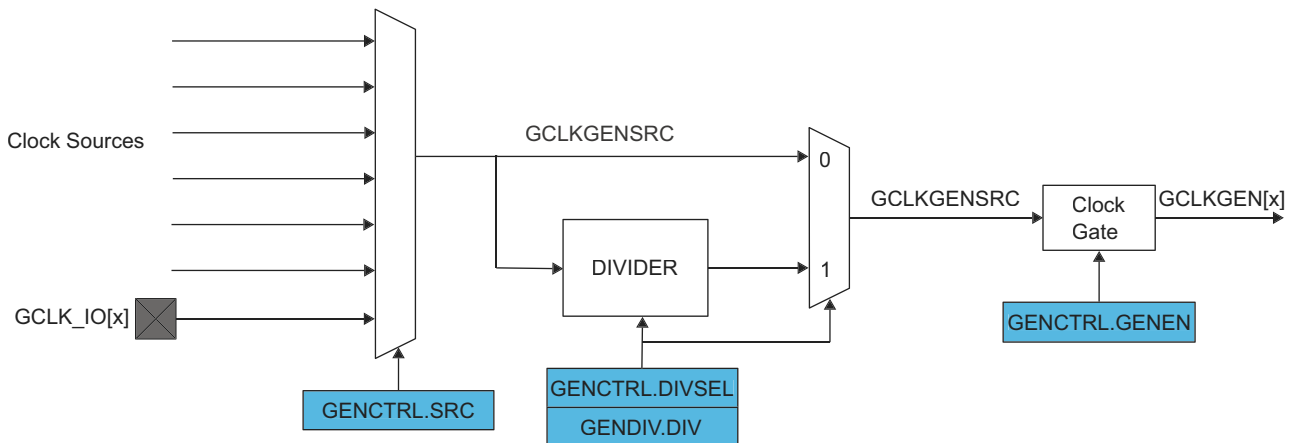 Clock Sources
GCLK_IO[x]
GENCTRL.SRC
GCLKGENSRC
DIVIDER
GENCTRL.DIVSEL
GENDIV.DIV
0
1
GCLKGENSRC
Clock
Gate
GENCTRL.GENEN
GCLKGEN[x]